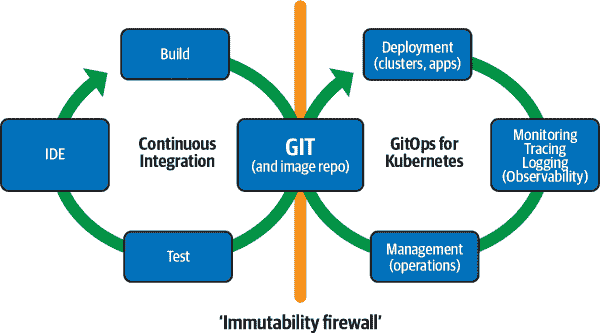 Build
Deployment
(clusters, apps)
IDE
Continuous
Integration
GIT
(and image repo)
GitOps for
Kubernetes
Monitoring
Tracing
Logging
(Observability)
Test
Management
(operations)
‘Immutability firewall’